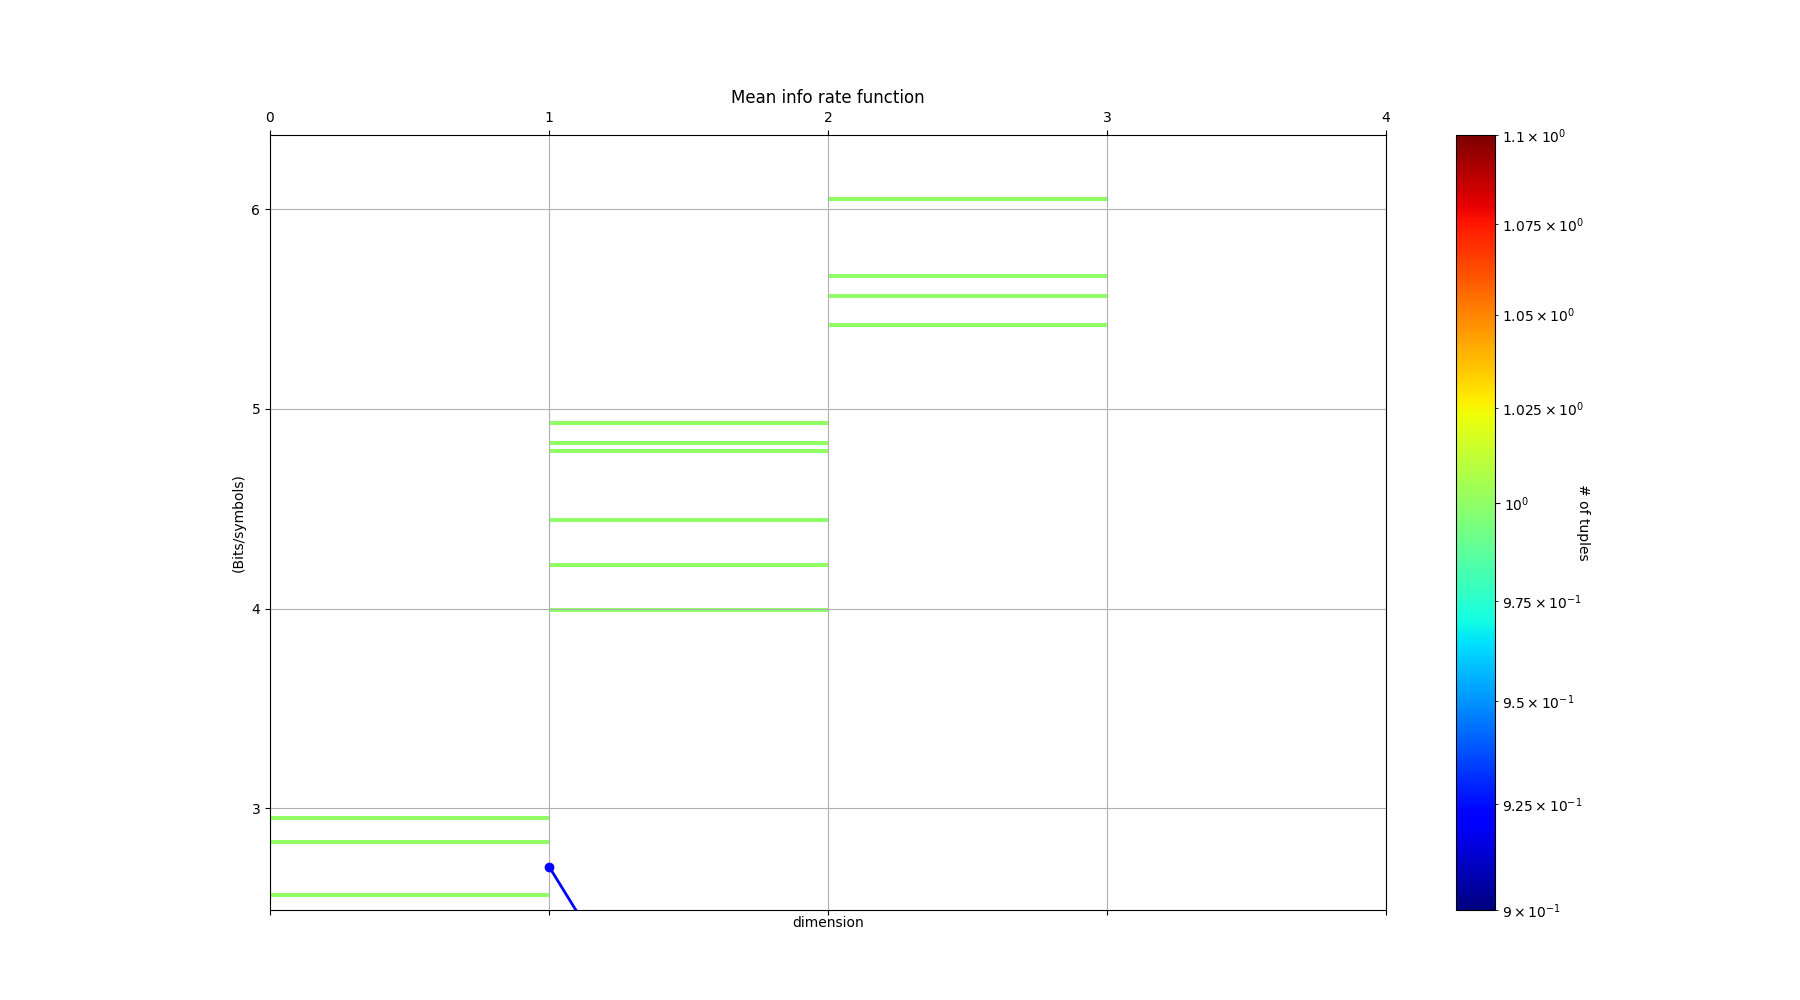 Mean info rate function
0 1 2 3 4
6
5
4
3
(Bits/symbols)
dimension
1.1 × 10⁰
1.075 × 10⁰
1.05 × 10⁰
1.025 × 10⁰
10⁰
9.75 × 10⁻¹
9.5 × 10⁻¹
9.25 × 10⁻¹
9 × 10⁻¹
# of tuples